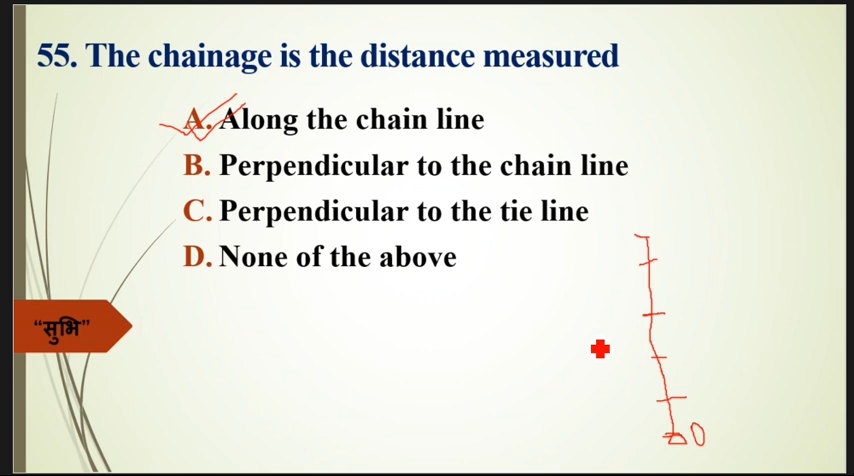 55. The chainage is the distance measured
A. Along the chain line
B. Perpendicular to the chain line
C. Perpendicular to the tie line
D. None of the above
“सुभि”
0